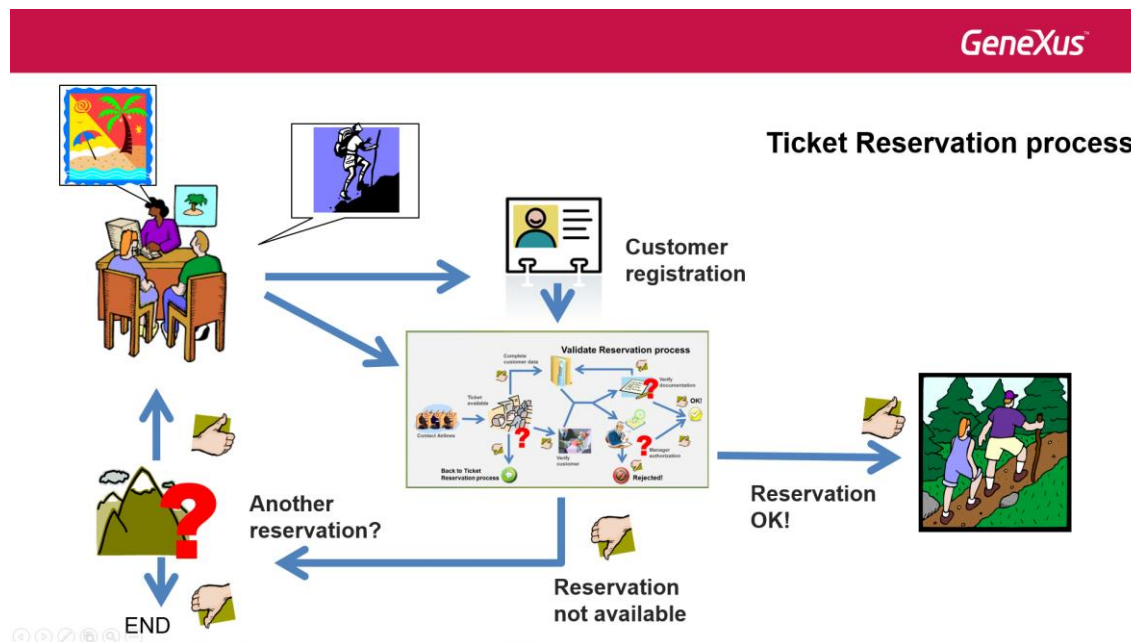 GeneXus™
Ticket Reservation process
Customer
registration
Validate Reservation process
Complete
customer data
Verify
documentation
Ticket
available
OK!
Contact Airlines
Verify
customer
Manager
authorization
Back to Ticket
Reservation process
Rejected!
Another
reservation?
Reservation
OK!
Reservation
not available
END